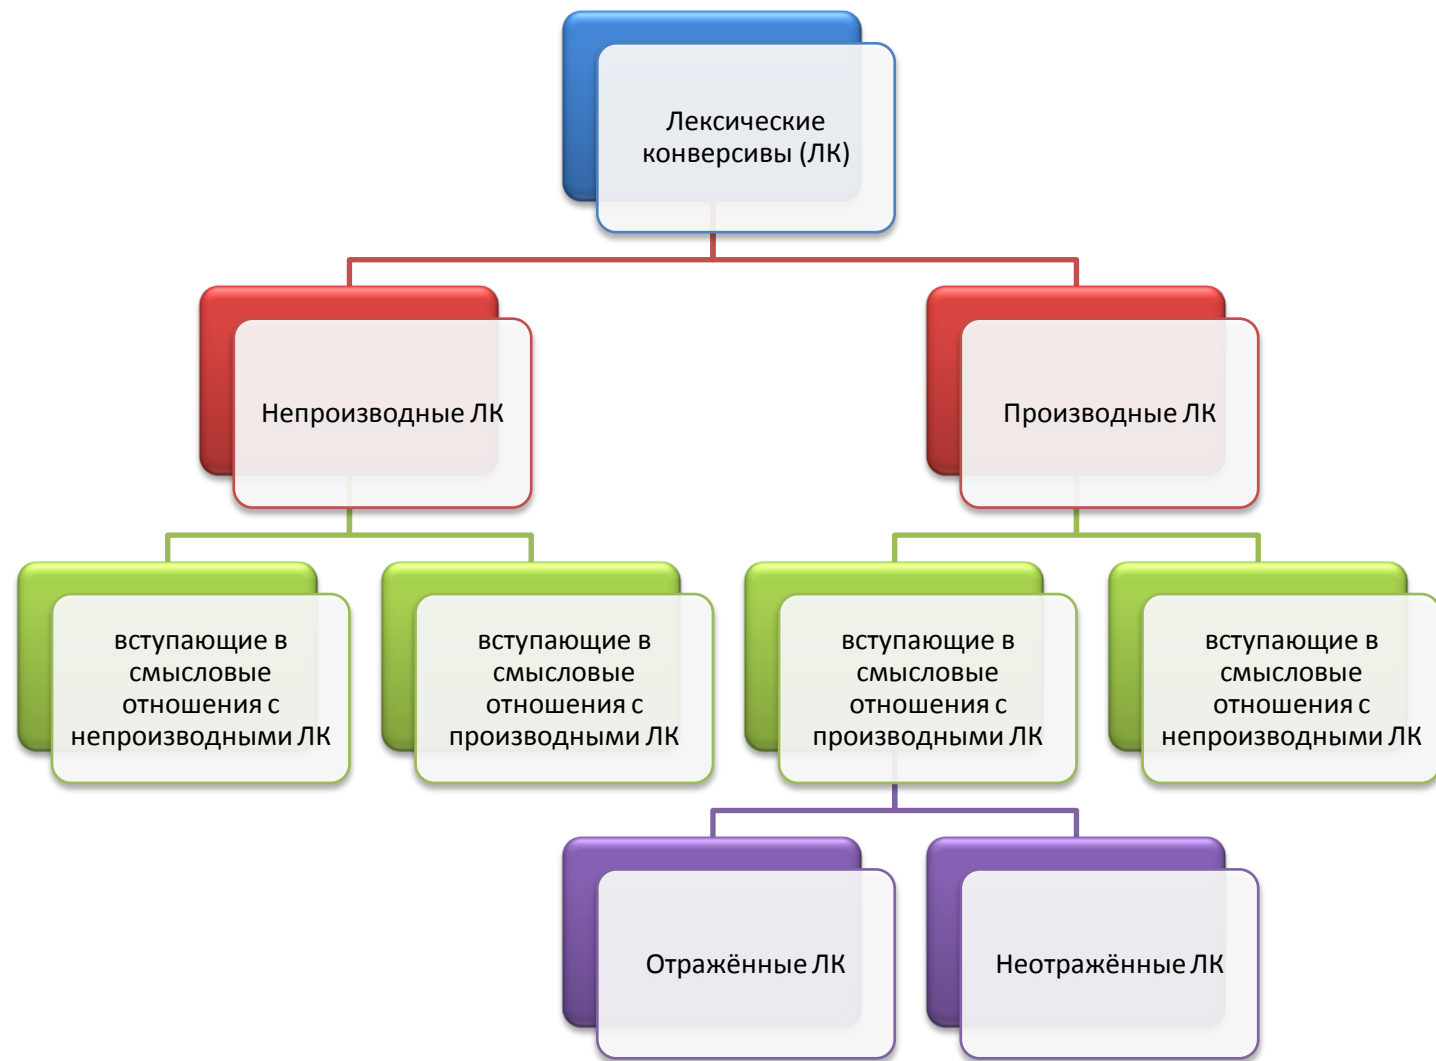 Лексические
конверсивы (ЛК)
Непроизводные ЛК
Производные ЛК
вступающие в
смысловые
отношения с
непроизводными ЛК
вступающие в
смысловые
отношения с
производными ЛК
вступающие в
смысловые
отношения с
производными ЛК
вступающие в
смысловые
отношения с
непроизводными ЛК
Отражённые ЛК
Неотражённые ЛК